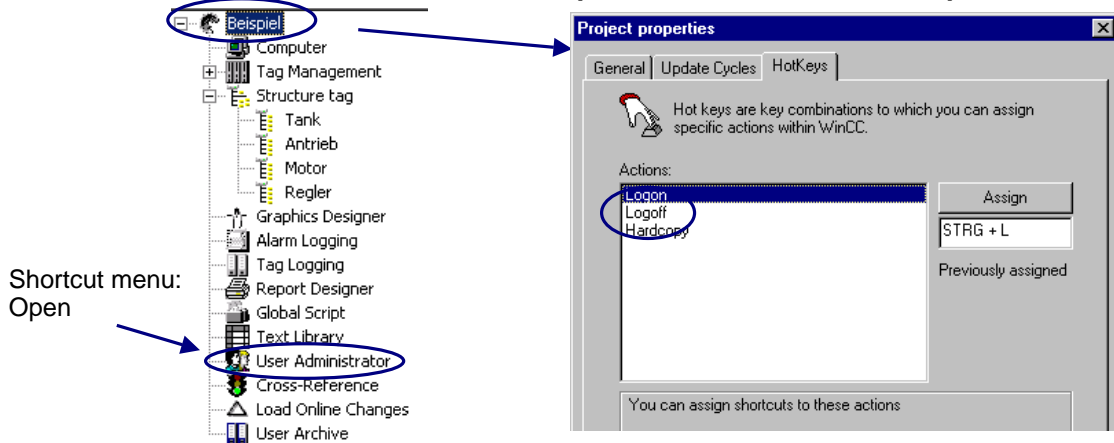 Beispiel
Computer
Tag Management
Structure tag
Tank
Antrieb
Motor
Regler
Graphics Designer
Alarm Logging
Tag Logging
Report Designer
Global Script
Text Library
User Administrator
Cross-Reference
Load Online Changes
User Archive
Shortcut menu:
Open
Project properties
General
Update Cycles
HotKeys
Hot keys are key combinations to which you can assign
specific actions within WinCC.
Actions:
Logon
Logoff
Hardcopy
Assign
STRG + L
Previously assigned
You can assign shortcuts to these actions